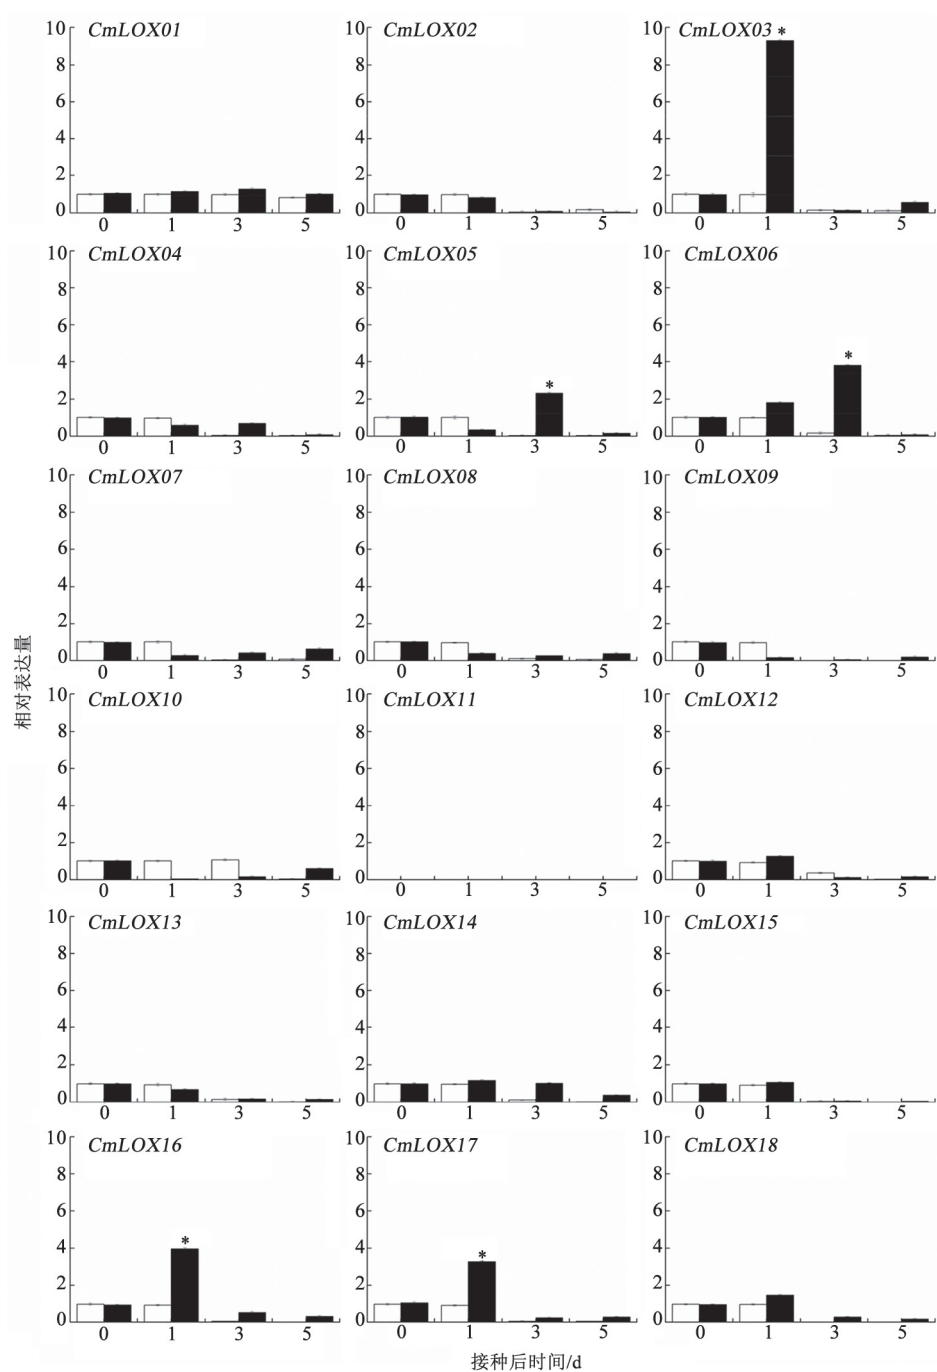 CmLOX01 CmLOX02 CmLOX03 *
10 10 10
8 8 8
6 6 6
4 4 4
2 2 2
0 0 0
0 1 3 5 0 1 3 5 0 1 3 5
CmLOX04 CmLOX05 CmLOX06
10 10 10
8 8 8
6 6 6
4 4 4
* *
2 2 2
0 0 0
0 1 3 5 0 1 3 5 0 1 3 5
CmLOX07 CmLOX08 CmLOX09
10 10 10
8 8 8
6 6 6
4 4 4
2 2 2
0 0 0
0 1 3 5 0 1 3 5 0 1 3 5
相对表达量
CmLOX10 CmLOX11 CmLOX12
10 10 10
8 8 8
6 6 6
4 4 4
2 2 2
0 0 0
0 1 3 5 0 1 3 5 0 1 3 5
CmLOX13 CmLOX14 CmLOX15
10 10 10
8 8 8
6 6 6
4 4 4
2 2 2
0 0 0
0 1 3 5 0 1 3 5 0 1 3 5
CmLOX16 CmLOX17 CmLOX18
10 10 10
8 8 8
6 6 6
* *
4 4 4
2 2 2
0 0 0
0 1 3 5 0 1 3 5 0 1 3 5
接种后时间/d